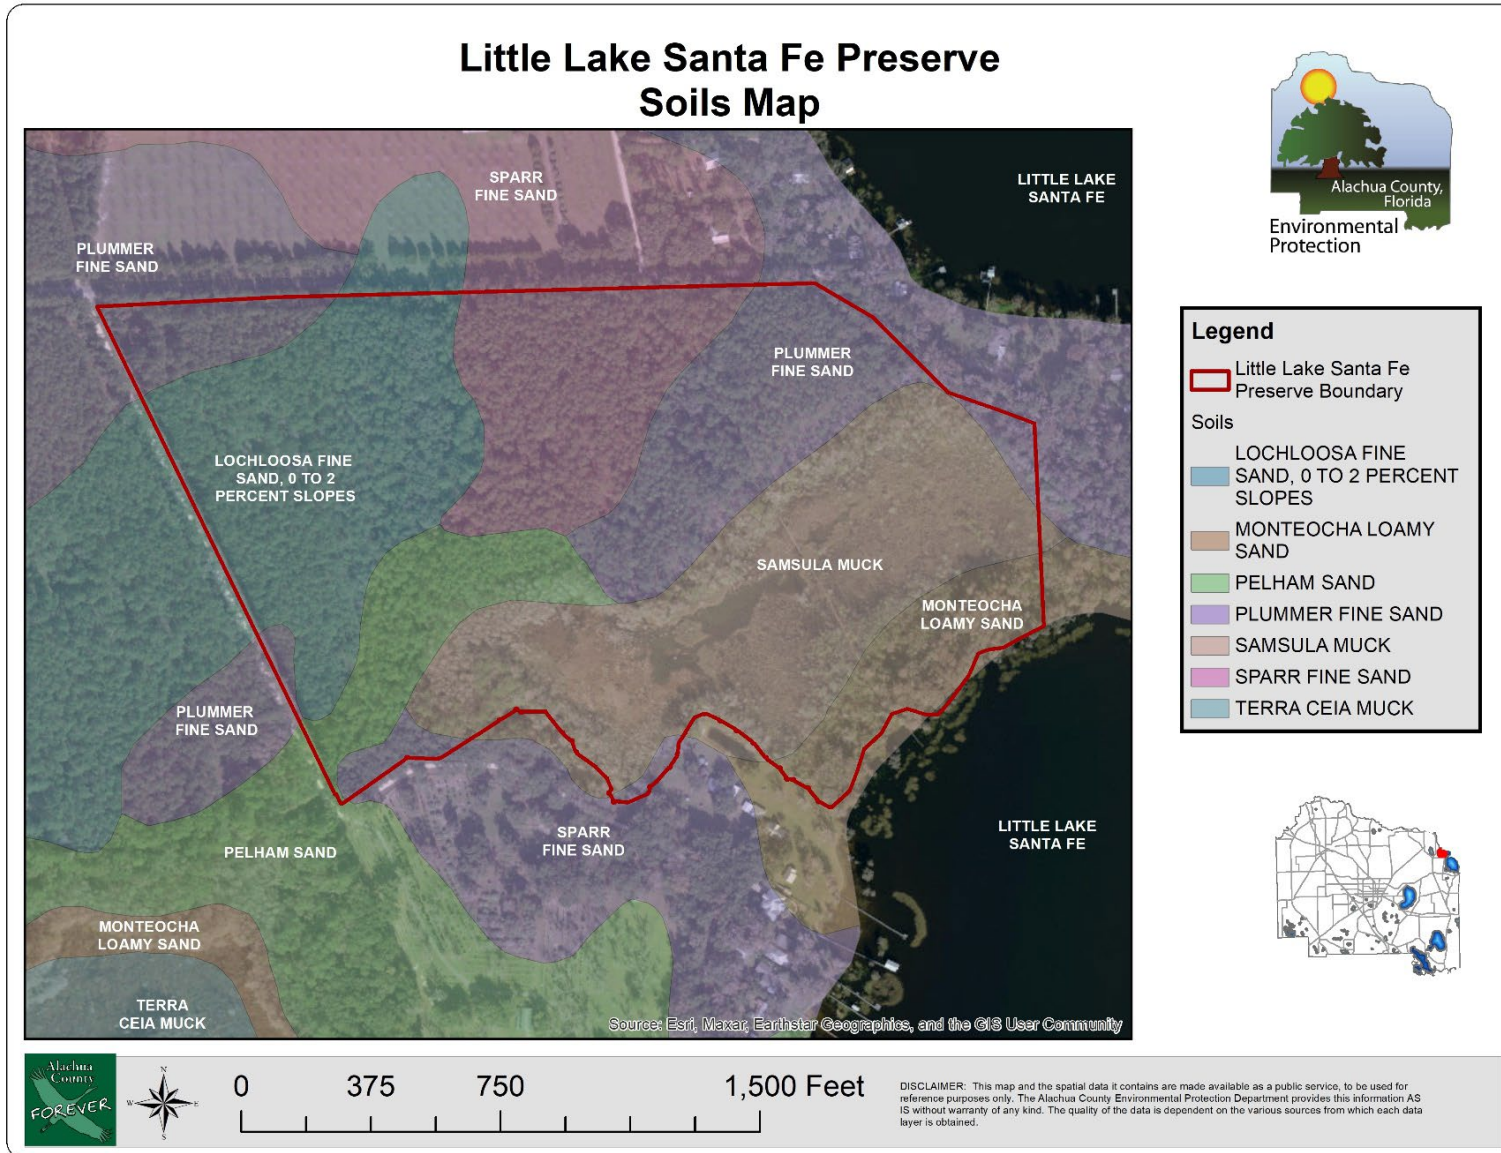 Little Lake Santa Fe Preserve
Soils Map
SPARR
FINE SAND
LITTLE LAKE
SANTA FE
PLUMMER
FINE SAND
PLUMMER
FINE SAND
LOCHLOOSA FINE
SAND, 0 TO 2
PERCENT SLOPES
SAMSULA MUCK
MONTEOCHA
LOAMY SAND
PLUMMER
FINE SAND
SPARR
FINE SAND
LITTLE LAKE
SANTA FE
PELHAM SAND
MONTEOCHA
LOAMY SAND
TERRA
CEIA MUCK
Source: Esri, Maxar, Earthstar Geographics, and the GIS User Community
Alachua County,
Florida
Environmental
Protection
Legend
Little Lake Santa Fe
Preserve Boundary
Soils
LOCHLOOSA FINE
SAND, 0 TO 2 PERCENT
SLOPES
MONTEOCHA LOAMY
SAND
PELHAM SAND
PLUMMER FINE SAND
SAMSULA MUCK
SPARR FINE SAND
TERRA CEIA MUCK
Alachua
County
FOREVER
N
W E
S
0 375 750 1,500 Feet
DISCLAIMER: This map and the spatial data it contains are made available as a public service, to be used for
reference purposes only. The Alachua County Environmental Protection Department provides this information AS
IS without warranty of any kind. The quality of the data is dependent on the various sources from which each data
layer is obtained.